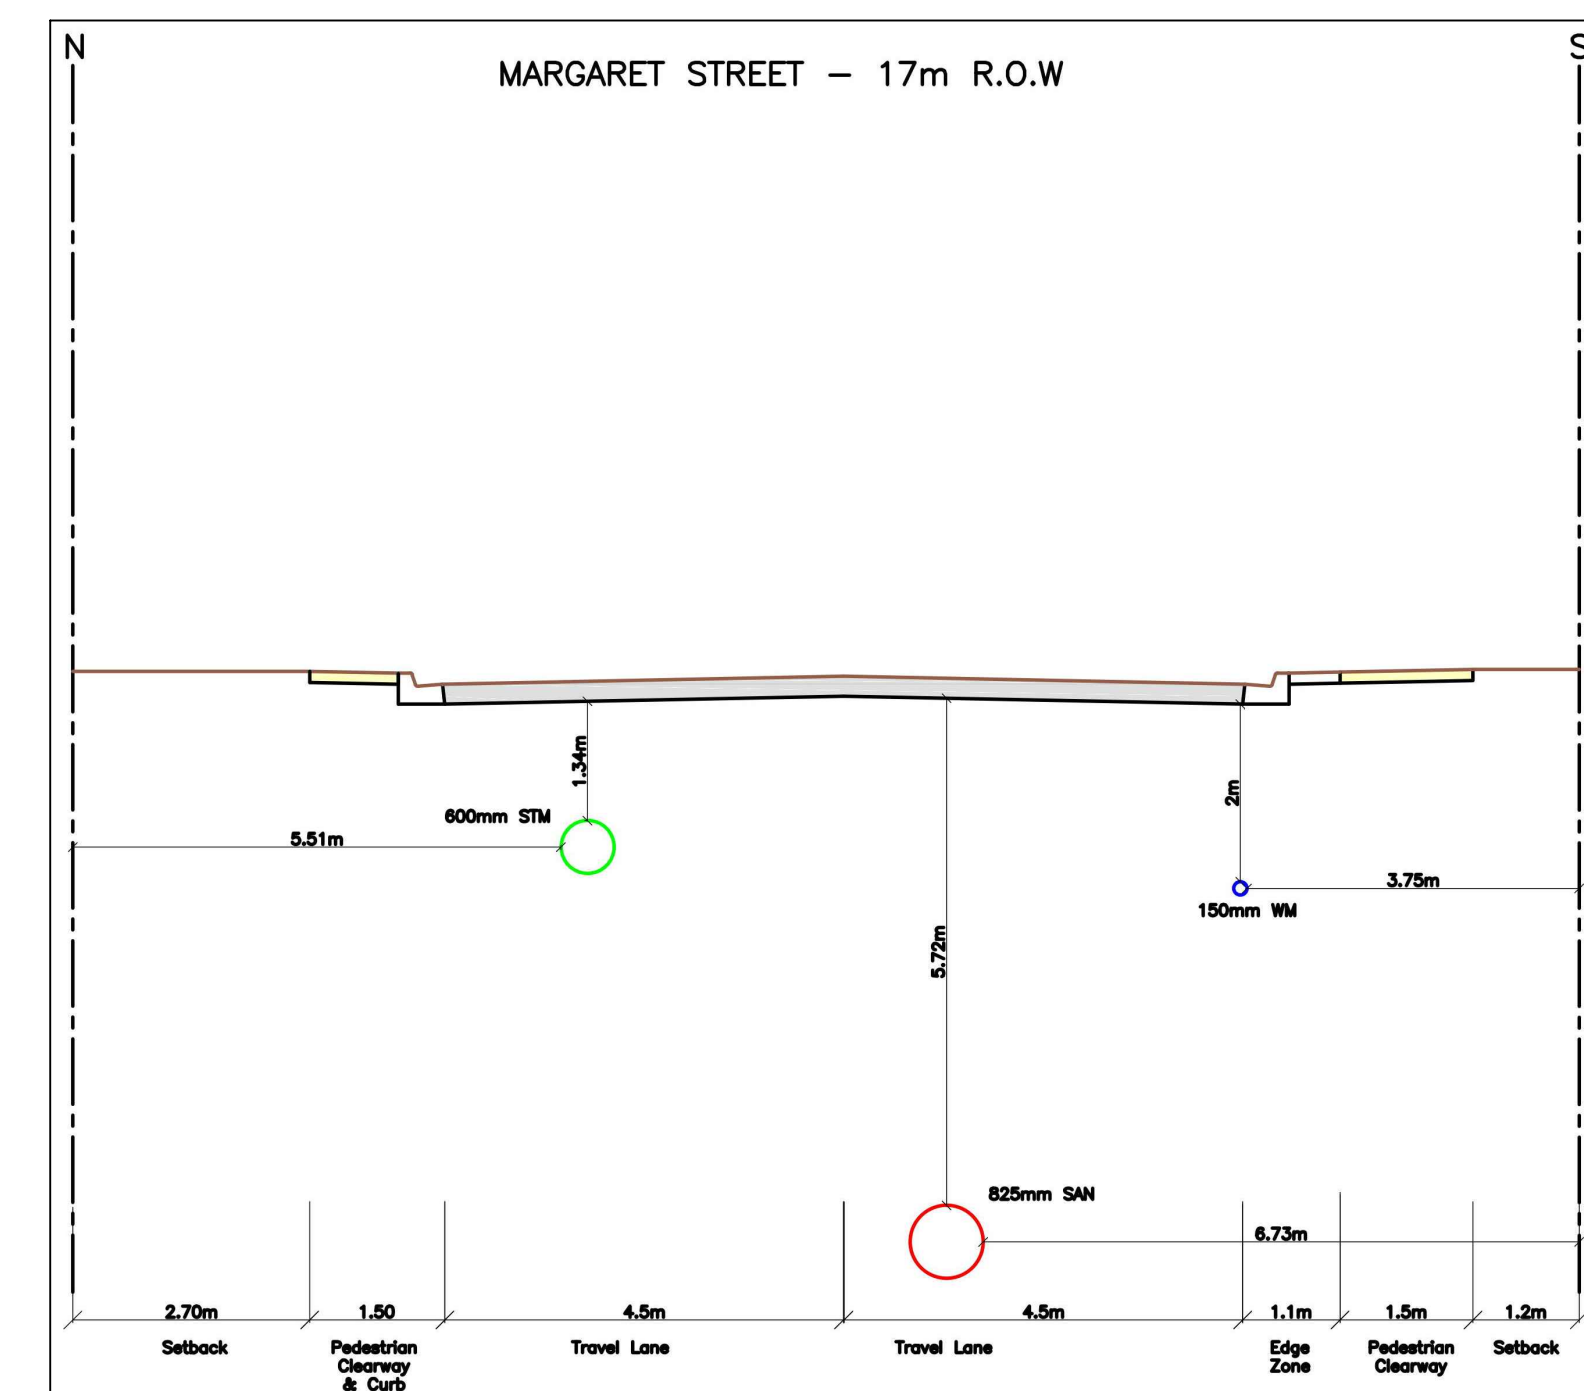 N
S
MARGARET STREET - 17m R.O.W
1.34m
600mm STM
5.51m
2m
3.75m
150mm WM
5.72m
825mm SAN
6.73m
2.70m
1.50
4.5m
4.5m
1.1m
1.5m
1.2m
Setback
Pedestrian
Clearway
& Curb
Travel Lane
Travel Lane
Edge
Zone
Pedestrian
Clearway
Setback